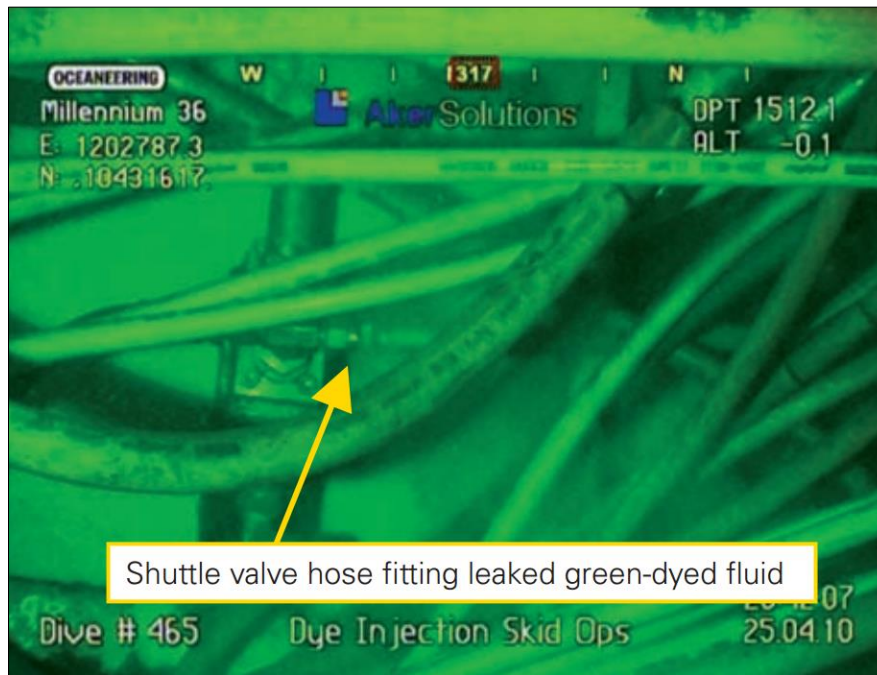 OCEANEERING
W 317 N
Millennium 36
Aker Solutions
DPT 1512.1
E: 1202787.3
ALT -0.1
N: .10431617.
Shuttle valve hose fitting leaked green-dyed fluid
Dive # 465
Dye Injection Skid Ops
25.04.10